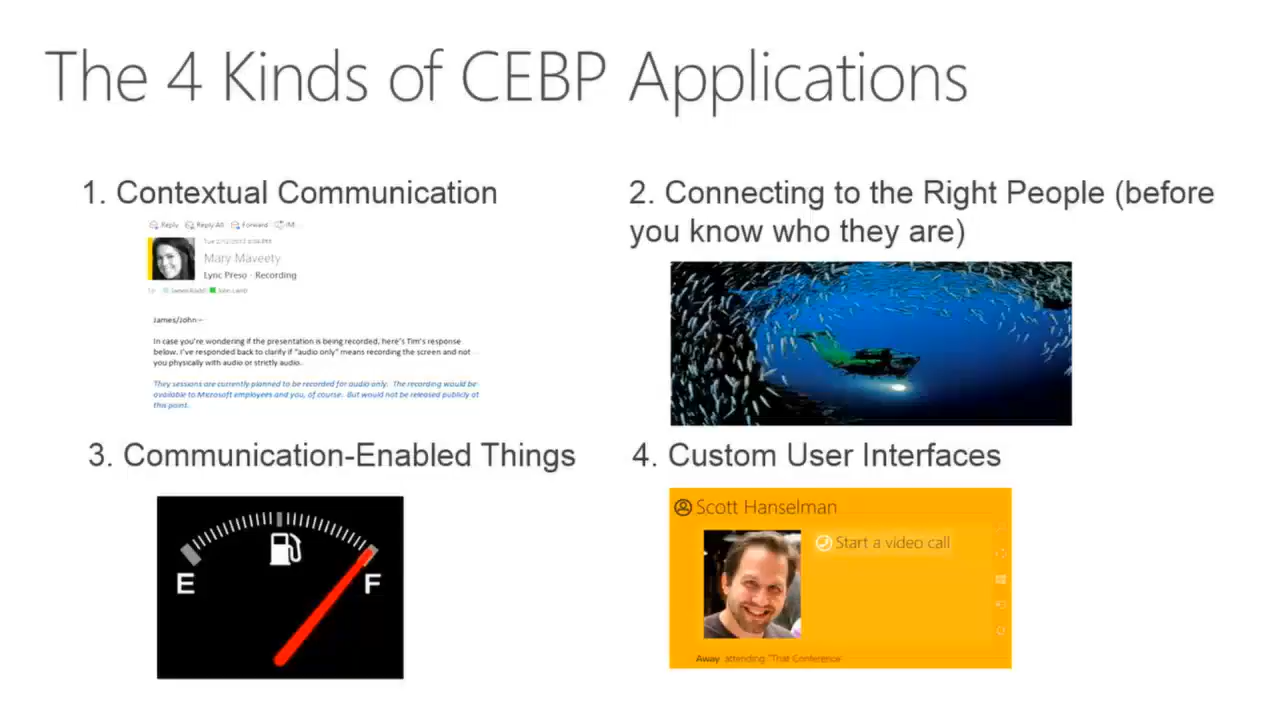 The 4 Kinds of CEBP Applications
1. Contextual Communication
Reply Reply All Forward IM
Mary Maveety
Lync Preso - Recording
James/John –
In case you're wondering if the presentation is being recorded, here's Tim's response
below. I've responded back to clarify if "audio only" means recording the screen and not
you physically with audio or strictly audio.
They sessions are currently planned to be recorded for audio only. The recording would be
available to Microsoft employees and you, of course. But would not be released publicly at
this point.
2. Connecting to the Right People (before
you know who they are)
3. Communication-Enabled Things
E
F
4. Custom User Interfaces
Scott Hanselman
Start a video call
Away attending "That Conference"